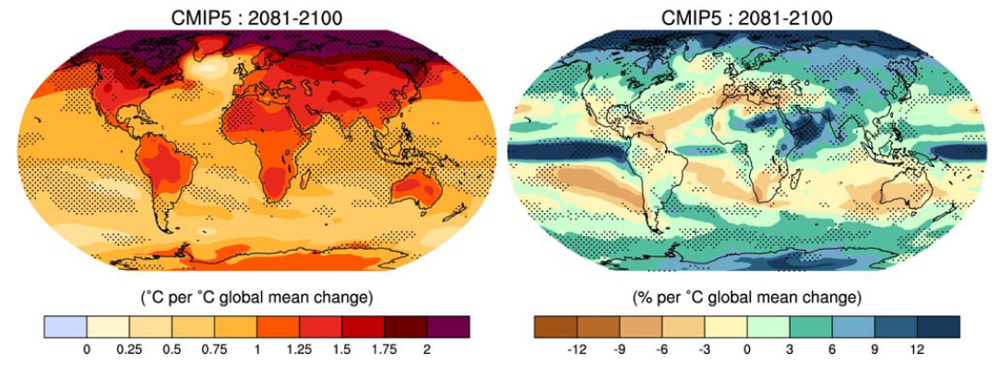 CMIP5 : 2081-2100
(˚C per ˚C global mean change)
0 0.25 0.5 0.75 1 1.25 1.5 1.75 2
CMIP5 : 2081-2100
(% per ˚C global mean change)
-12 -9 -6 -3 0 3 6 9 12